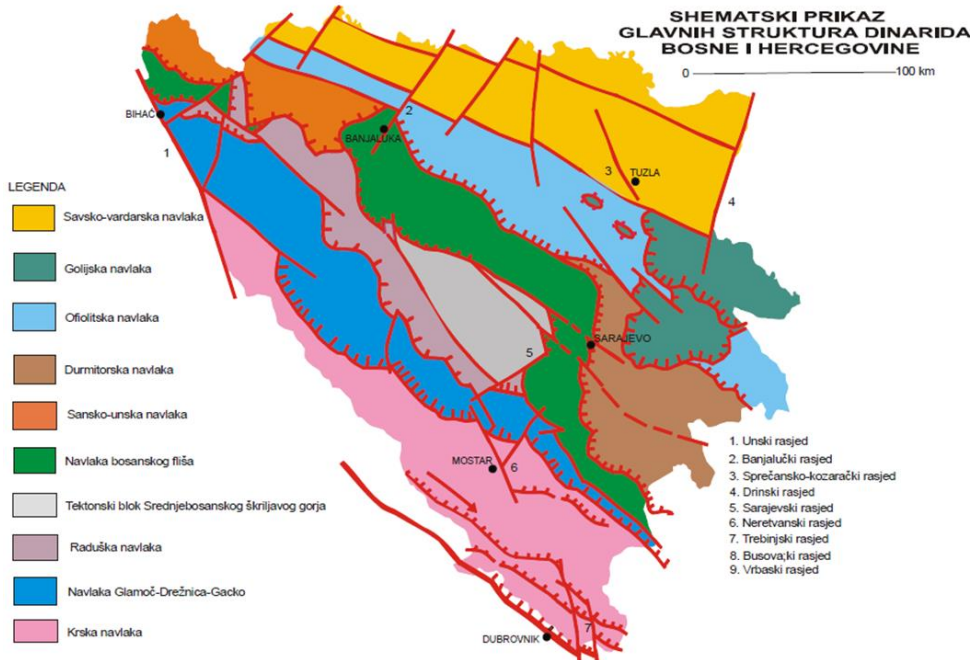 SHEMATSKI PRIKAZ
GLAVNIH STRUKTURA DINARIDA
BOSNE I HERCEGOVINE
0
100 km
BIHAĆ
BANJALUKA
2
1
3
TUZLA
4
LEGENDA
Savsko-vardarska navlaka
Golijska navlaka
Ofiolitska navlaka
Durmitorska navlaka
Sansko-unska navlaka
Navlaka bosanskog fliša
Tektonski blok Srednjebosanskog škriljavog gorja
Raduška navlaka
Navlaka Glamoč-Drežnica-Gacko
Krska navlaka
SARAJEVO
5
MOSTAR
6
7
DUBROVNIK
1. Unski rasjed
2. Banjalučki rasjed
3. Sprečansko-kozarački rasjed
4. Drinski rasjed
5. Sarajevski rasjed
6. Neretvanski rasjed
7. Trebinjski rasjed
8. Busova;ki rasjed
9. Vrbaski rasjed